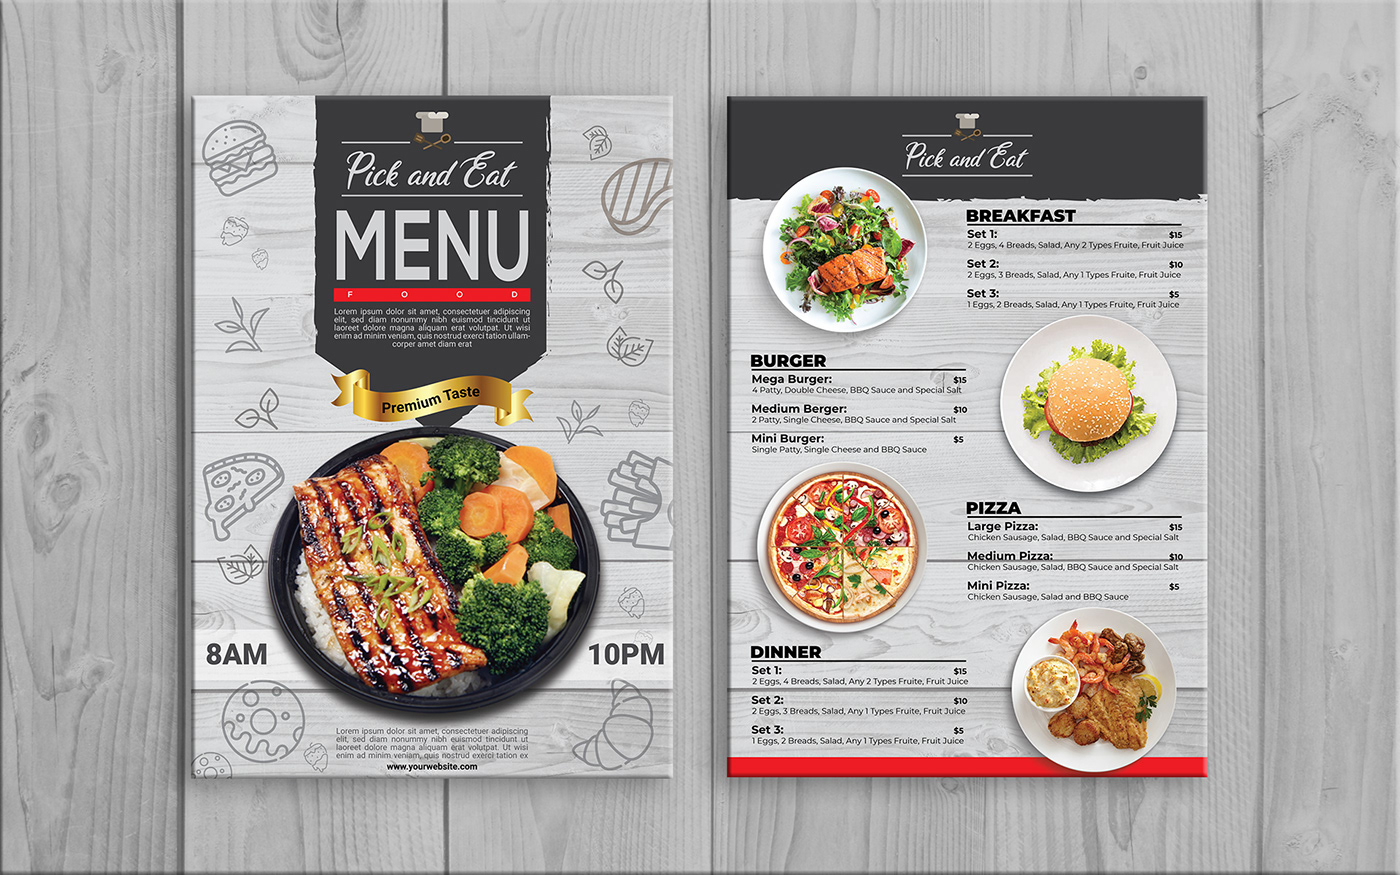 Pick and Eat
MENU
FOOD
Lorem ipsum dolor sit amet, consectetuer adipiscing
elit, sed diam nonummy nibh euismod tincidunt ut
laoreet dolore magna aliquam erat volutpat. Ut wisi
enim ad minim veniam, quis nostrud exerci tation ullam-
corper amet diam erat
Premium Taste
8AM
10PM
Lorem ipsum dolor sit amet, consectetuer adipiscing
elit, sed diam nonummy nibh euismod tincidunt ut
laoreet dolore magna aliquam erat volutpat. Ut wisi
enim ad minim veniam, quis nostrud exerci tation ex
www.yourwebsite.com
Pick and Eat
BREAKFAST
Set 1: $15
2 Eggs, 4 Breads, Salad, Any 2 Types Fruite, Fruit Juice
Set 2: $10
2 Eggs, 3 Breads, Salad, Any 1 Types Fruite, Fruit Juice
Set 3: $5
1 Eggs, 2 Breads, Salad, Any 1 Types Fruite, Fruit Juice
BURGER
Mega Burger: $15
4 Patty, Double Cheese, BBQ Sauce and Special Salt
Medium Berger: $10
2 Patty, Single Cheese, BBQ Sauce and Special Salt
Mini Burger: $5
Single Patty, Single Cheese and BBQ Sauce
PIZZA
Large Pizza: $15
Chicken Sausage, Salad, BBQ Sauce and Special Salt
Medium Pizza: $10
Chicken Sausage, Salad, BBQ Sauce and Special Salt
Mini Pizza: $5
Chicken Sausage, Salad and BBQ Sauce
DINNER
Set 1: $15
2 Eggs, 4 Breads, Salad, Any 2 Types Fruite, Fruit Juice
Set 2: $10
2 Eggs, 3 Breads, Salad, Any 1 Types Fruite, Fruit Juice
Set 3: $5
1 Eggs, 2 Breads, Salad, Any 1 Types Fruite, Fruit Juice